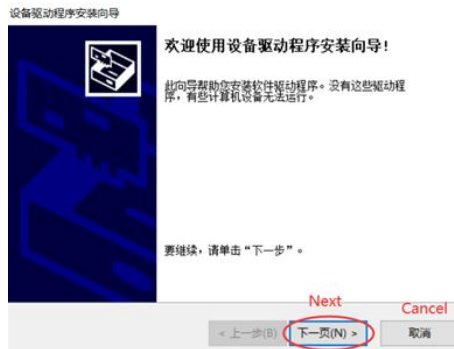 设备驱动程序安装向导
欢迎使用设备驱动程序安装向导!
此向导帮助您安装软件驱动程序。没有这些驱动程
序，有些计算机设备无法运行。
要继续，请单击“下一步”。
Next
Cancel
< 上一步(B)
下一页(N) >
取消